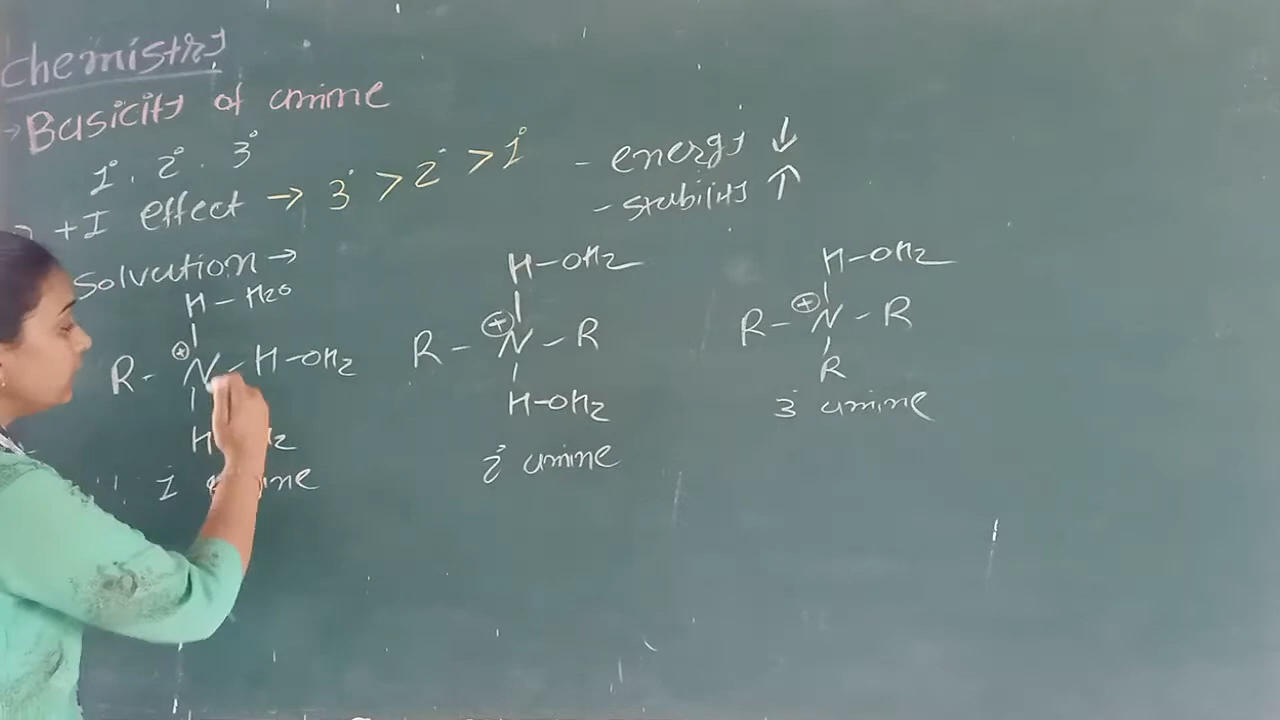 Chemistry
→ Basicity of amine
1°. 2°. 3°
+I effect → 3° > 2° > 1°
- energy ↓
- stability ↑
Solvation →
H - H2O
R - N⊕ - H - OH2
H
1° amine
H - OH2
R - N⊕ - R
H - OH2
2° amine
H - OH2
R - N⊕ - R
R
3° amine